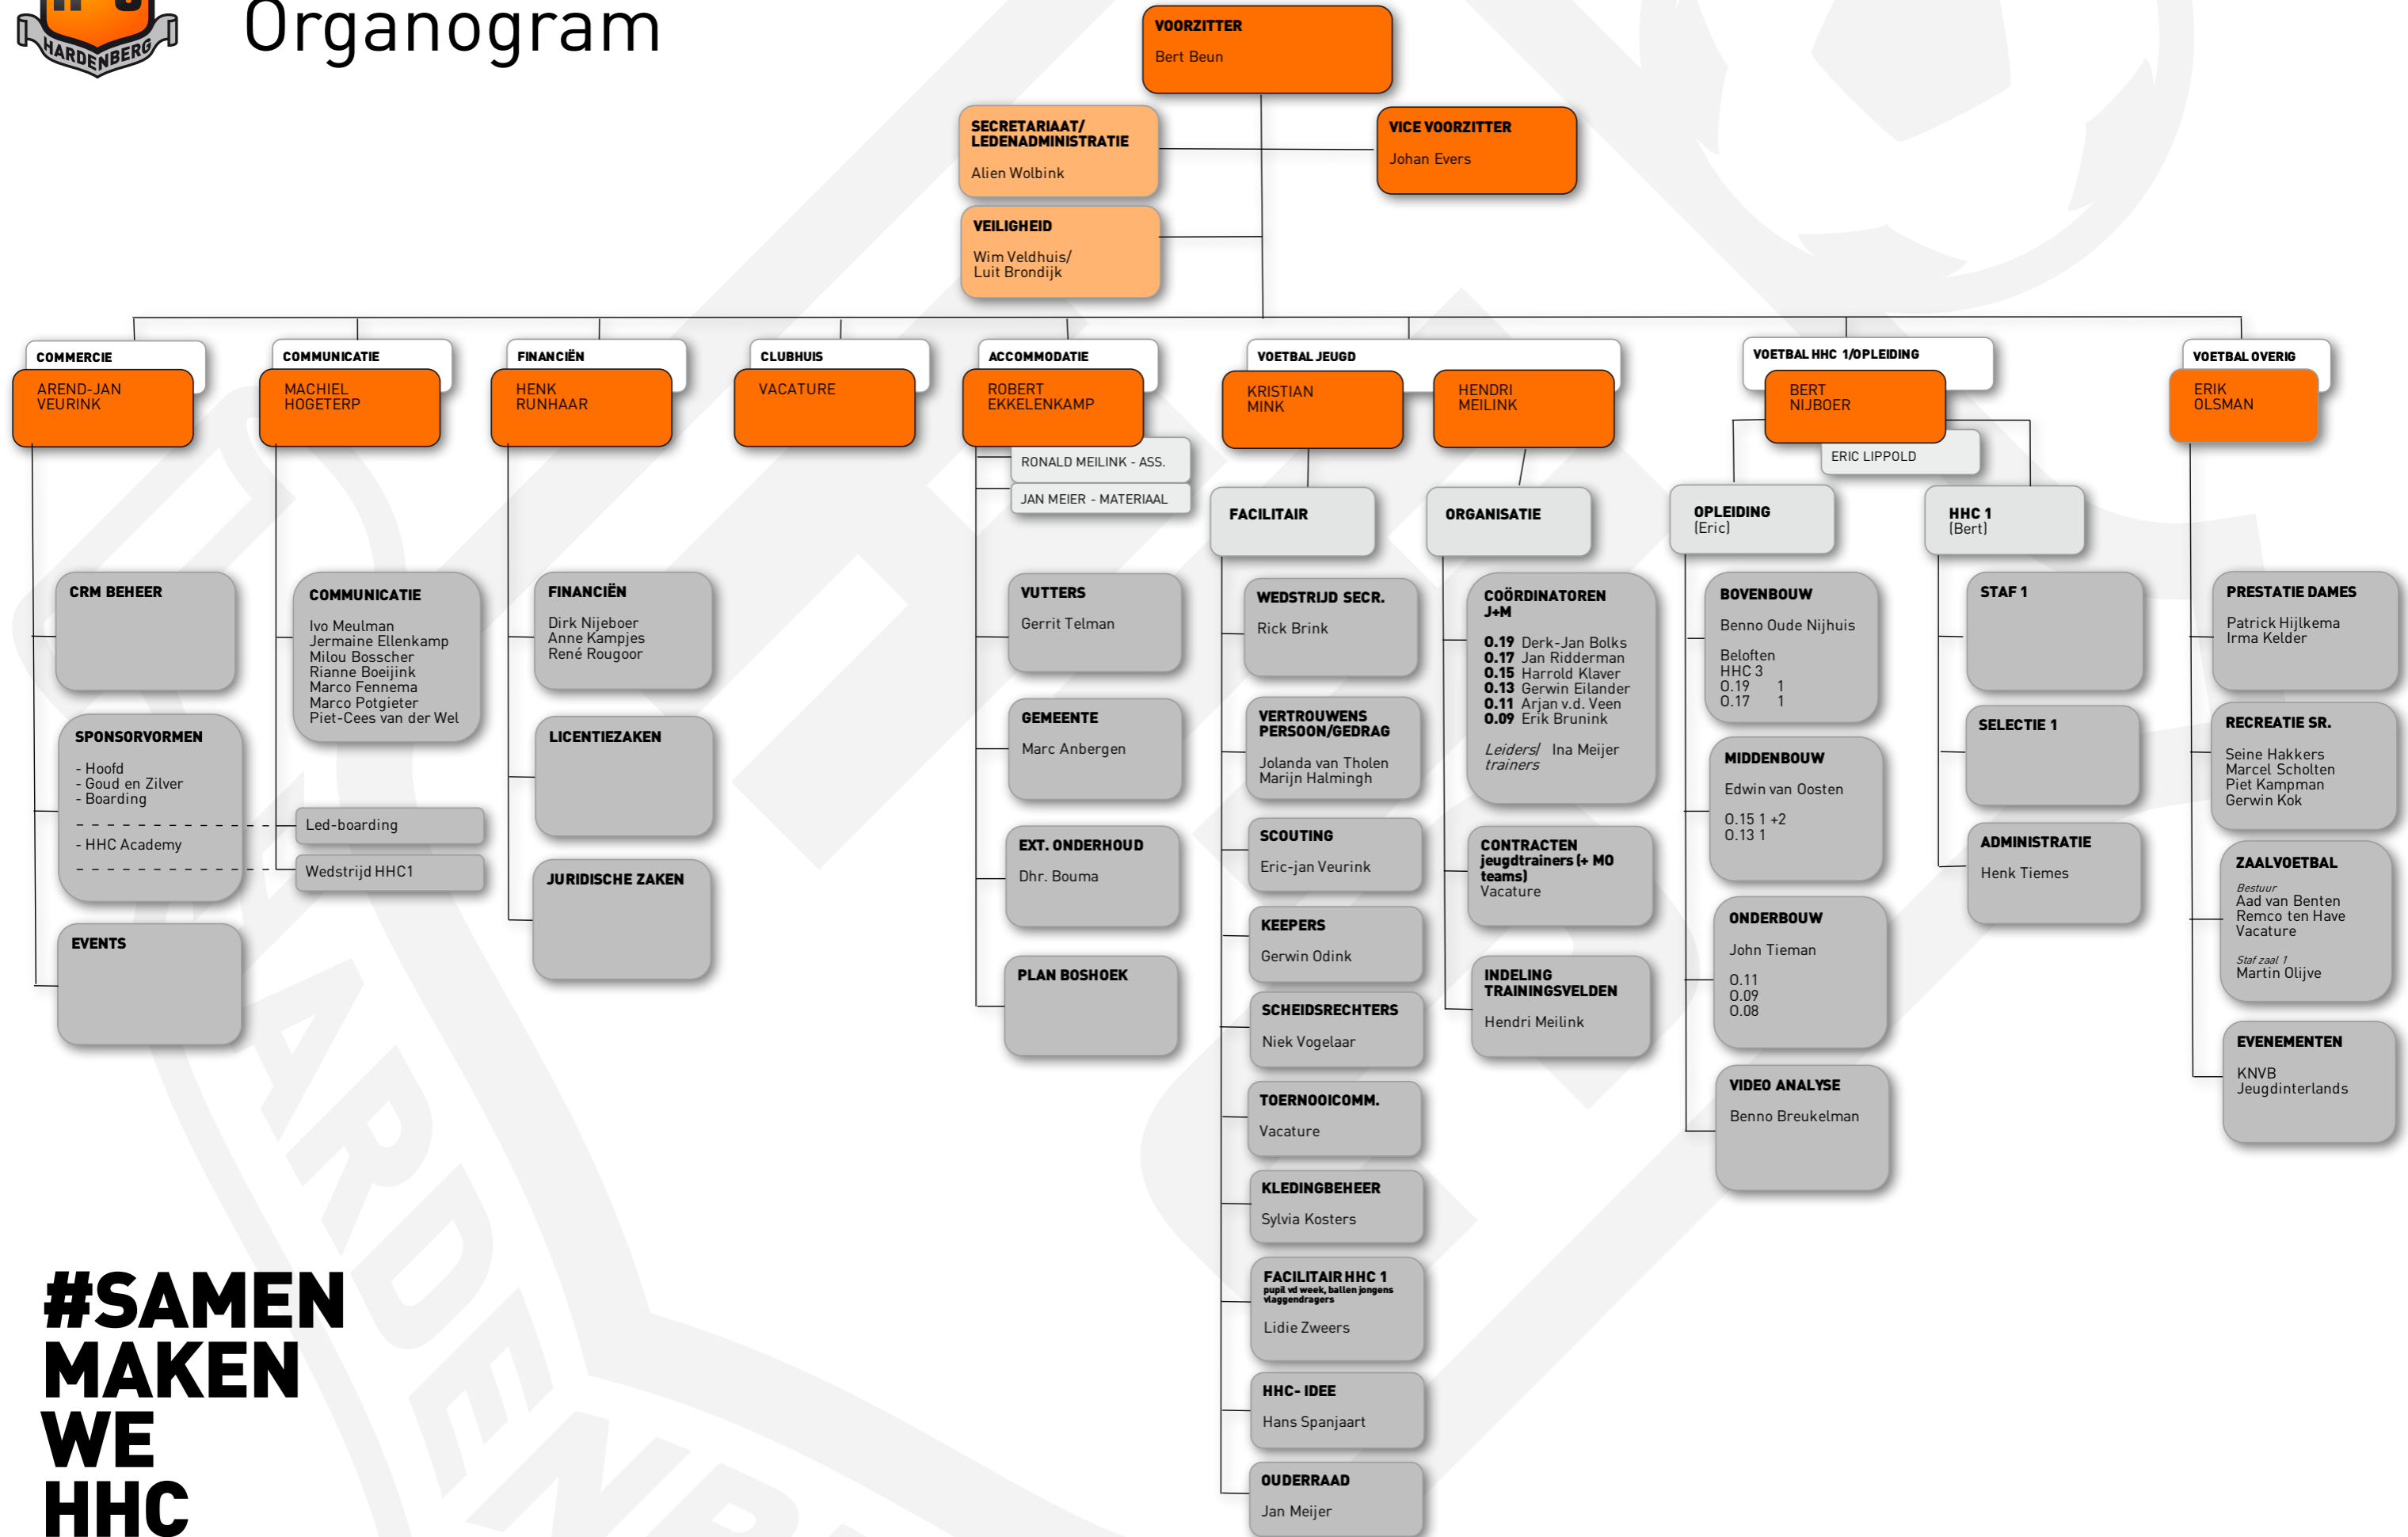 HARDENBERG
Organogram
VOORZITTER
Bert Beun
SECRETARIAAT/
LEDENADMINISTRATIE
Alien Wolbink
VICE VOORZITTER
Johan Evers
VEILIGHEID
Wim Veldhuis/
Luit Brondijk
COMMERCIE
AREND-JAN
VEURINK
CRM BEHEER
SPONSORVORMEN
- Hoofd
- Goud en Zilver
- Boarding
- HHC Academy
EVENTS
COMMUNICATIE
MACHIEL
HOGETERP
COMMUNICATIE
Ivo Meulman
Jermaine Ellenkamp
Milou Bosscher
Rianne Boeijink
Marco Fennema
Marco Potgieter
Piet-Cees van der Wel
Led-boarding
Wedstrijd HHC1
FINANCIËN
HENK
RUNHAAR
FINANCIËN
Dirk Nijeboer
Anne Kampjes
René Rougoor
LICENTIEZAKEN
JURIDISCHE ZAKEN
CLUBHUIS
VACATURE
ACCOMMODATIE
ROBERT
EKKELENKAMP
RONALD MEILINK - ASS.
JAN MEIER - MATERIAAL
VUTTERS
Gerrit Telman
GEMEENTE
Marc Anbergen
EXT. ONDERHOUD
Dhr. Bouma
PLAN BOSHOEK
VOETBAL JEUGD
KRISTIAN
MINK
HENDRI
MEILINK
FACILITAIR
WEDSTRIJD SECR.
Rick Brink
VERTROUWENS
PERSOON/GEDRAG
Jolanda van Tholen
Marijn Halmingh
SCOUTING
Eric-jan Veurink
KEEPERS
Gerwin Odink
SCHEIDSRECHTERS
Niek Vogelaar
TOERNOOICOMM.
Vacature
KLEDINGBEHEER
Sylvia Kosters
FACILITAIR HHC 1
pupil vd week, ballen jongens
vlaggendragers
Lidie Zweers
HHC- IDEE
Hans Spanjaart
OUDERRAAD
Jan Meijer
ORGANISATIE
COÖRDINATOREN
J+M
O.19 Derk-Jan Bolks
O.17 Jan Ridderman
O.15 Harrold Klaver
O.13 Gerwin Eilander
O.11 Arjan v.d. Veen
O.09 Erik Brunink
Leiders/ Ina Meijer
trainers
CONTRACTEN
jeugdtrainers (+ MO
teams)
Vacature
INDELING
TRAININGSVELDEN
Hendri Meilink
VOETBAL HHC 1/OPLEIDING
BERT
NIJBOER
ERIC LIPPOLD
OPLEIDING
(Eric)
BOVENBOUW
Benno Oude Nijhuis
Beloften
HHC 3
O.19 1
O.17 1
MIDDENBOUW
Edwin van Oosten
O.15 1 +2
O.13 1
ONDERBOUW
John Tieman
O.11
O.09
O.08
VIDEO ANALYSE
Benno Breukelman
HHC 1
(Bert)
STAF 1
SELECTIE 1
ADMINISTRATIE
Henk Tiemes
VOETBAL OVERIG
ERIK
OLSMAN
PRESTATIE DAMES
Patrick Hijlkema
Irma Kelder
RECREATIE SR.
Seine Hakkers
Marcel Scholten
Piet Kampman
Gerwin Kok
ZAALVOETBAL
Bestuur
Aad van Benten
Remco ten Have
Vacature
Staf zaal 1
Martin Olijve
EVENEMENTEN
KNVB
Jeugdinterlands
#SAMEN
MAKEN
WE
HHC